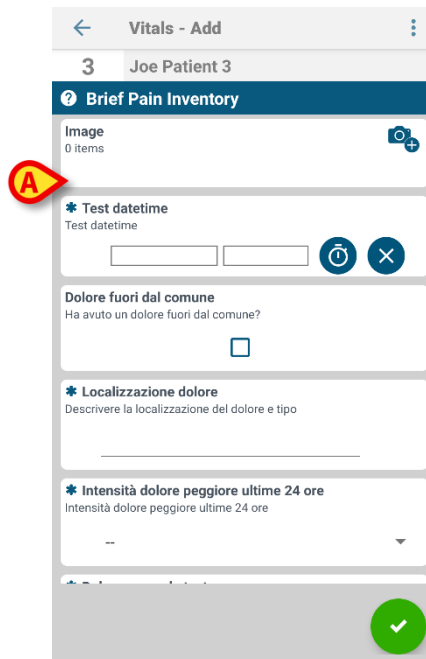 Vitals - Add
3 Joe Patient 3
? Brief Pain Inventory
Image
0 items
A
✱ Test datetime
Test datetime
Dolore fuori dal comune
Ha avuto un dolore fuori dal comune?
✱ Localizzazione dolore
Descrivere la localizzazione del dolore e tipo
✱ Intensità dolore peggiore ultime 24 ore
Intensità dolore peggiore ultime 24 ore
--